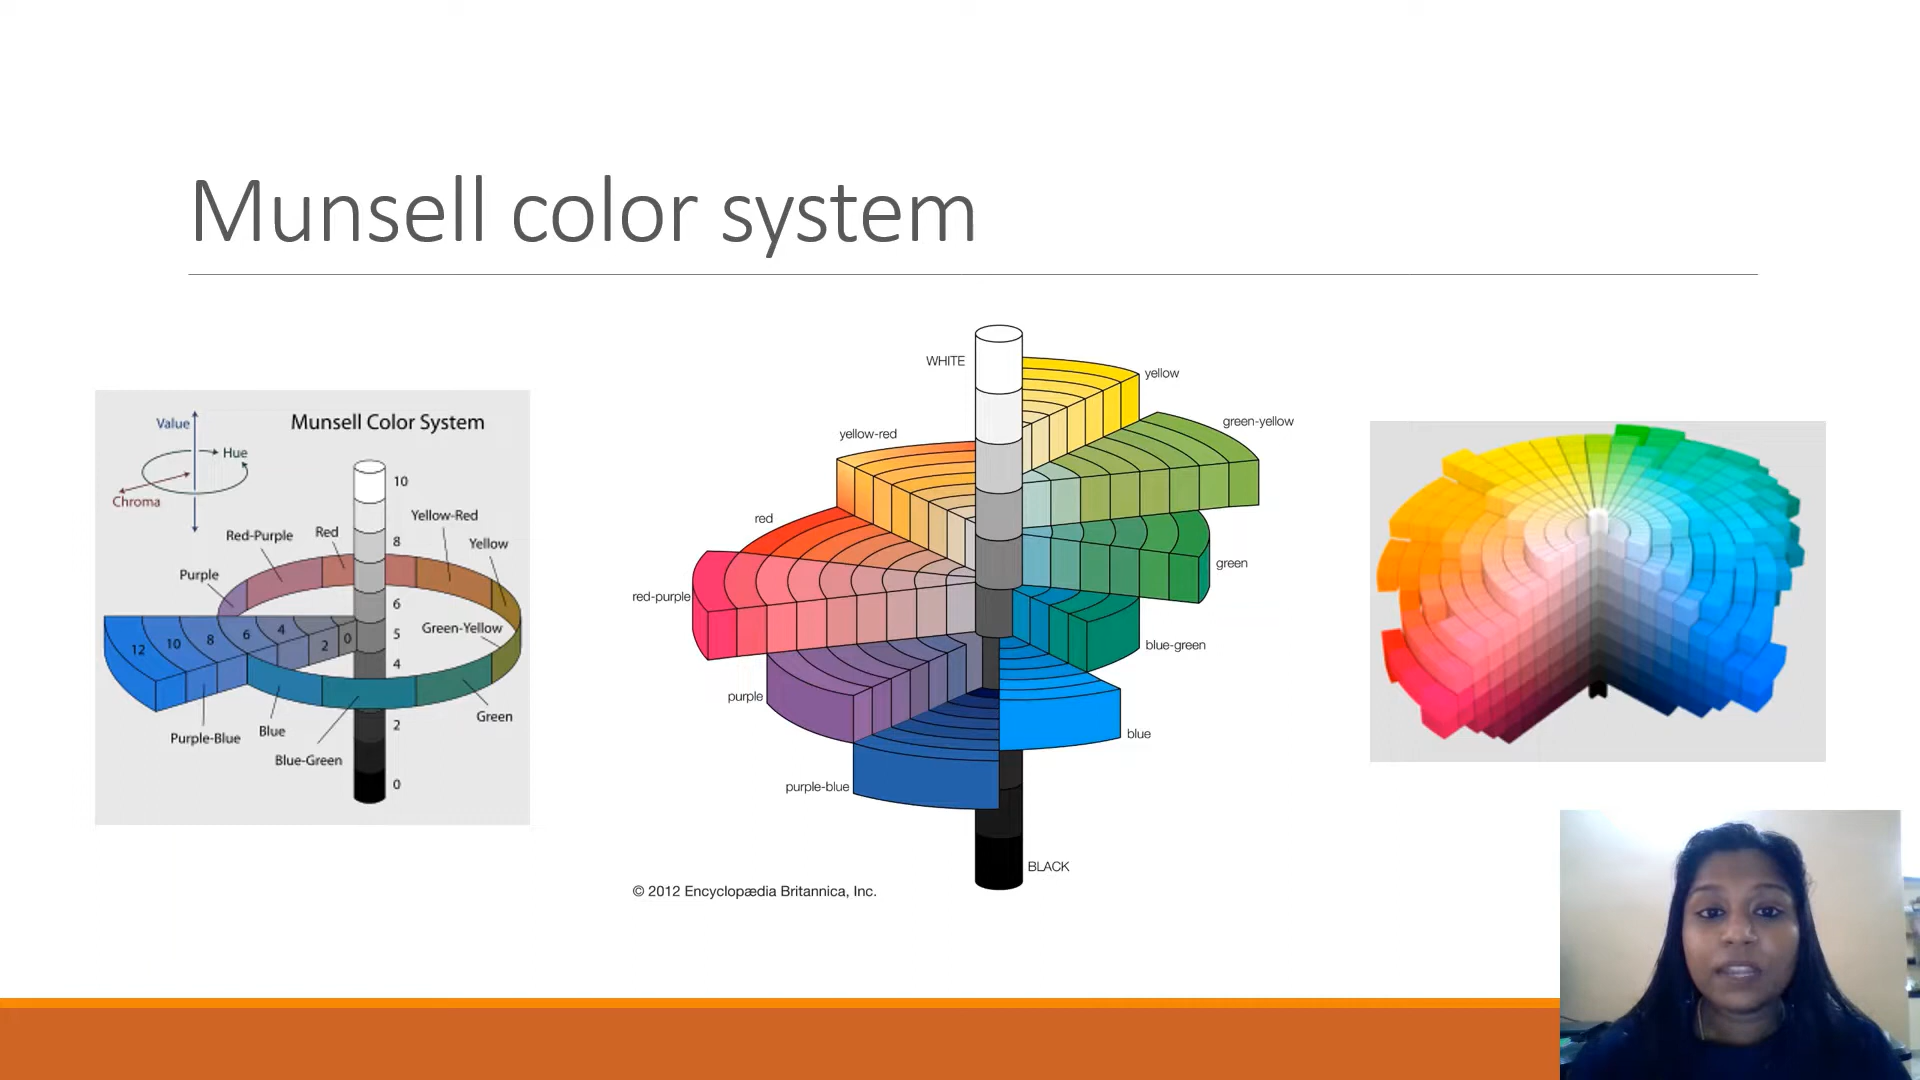 Munsell color system
Munsell Color System
Value
Hue
Chroma
10
Yellow-Red
Red-Purple
Red
8
Yellow
Purple
6
Green-Yellow
12
10
8
6
4
2
0
5
4
Purple-Blue
Blue
Blue-Green
2
Green
0
WHITE
yellow
green-yellow
yellow-red
red
green
red-purple
blue-green
purple
blue
purple-blue
BLACK
© 2012 Encyclopædia Britannica, Inc.